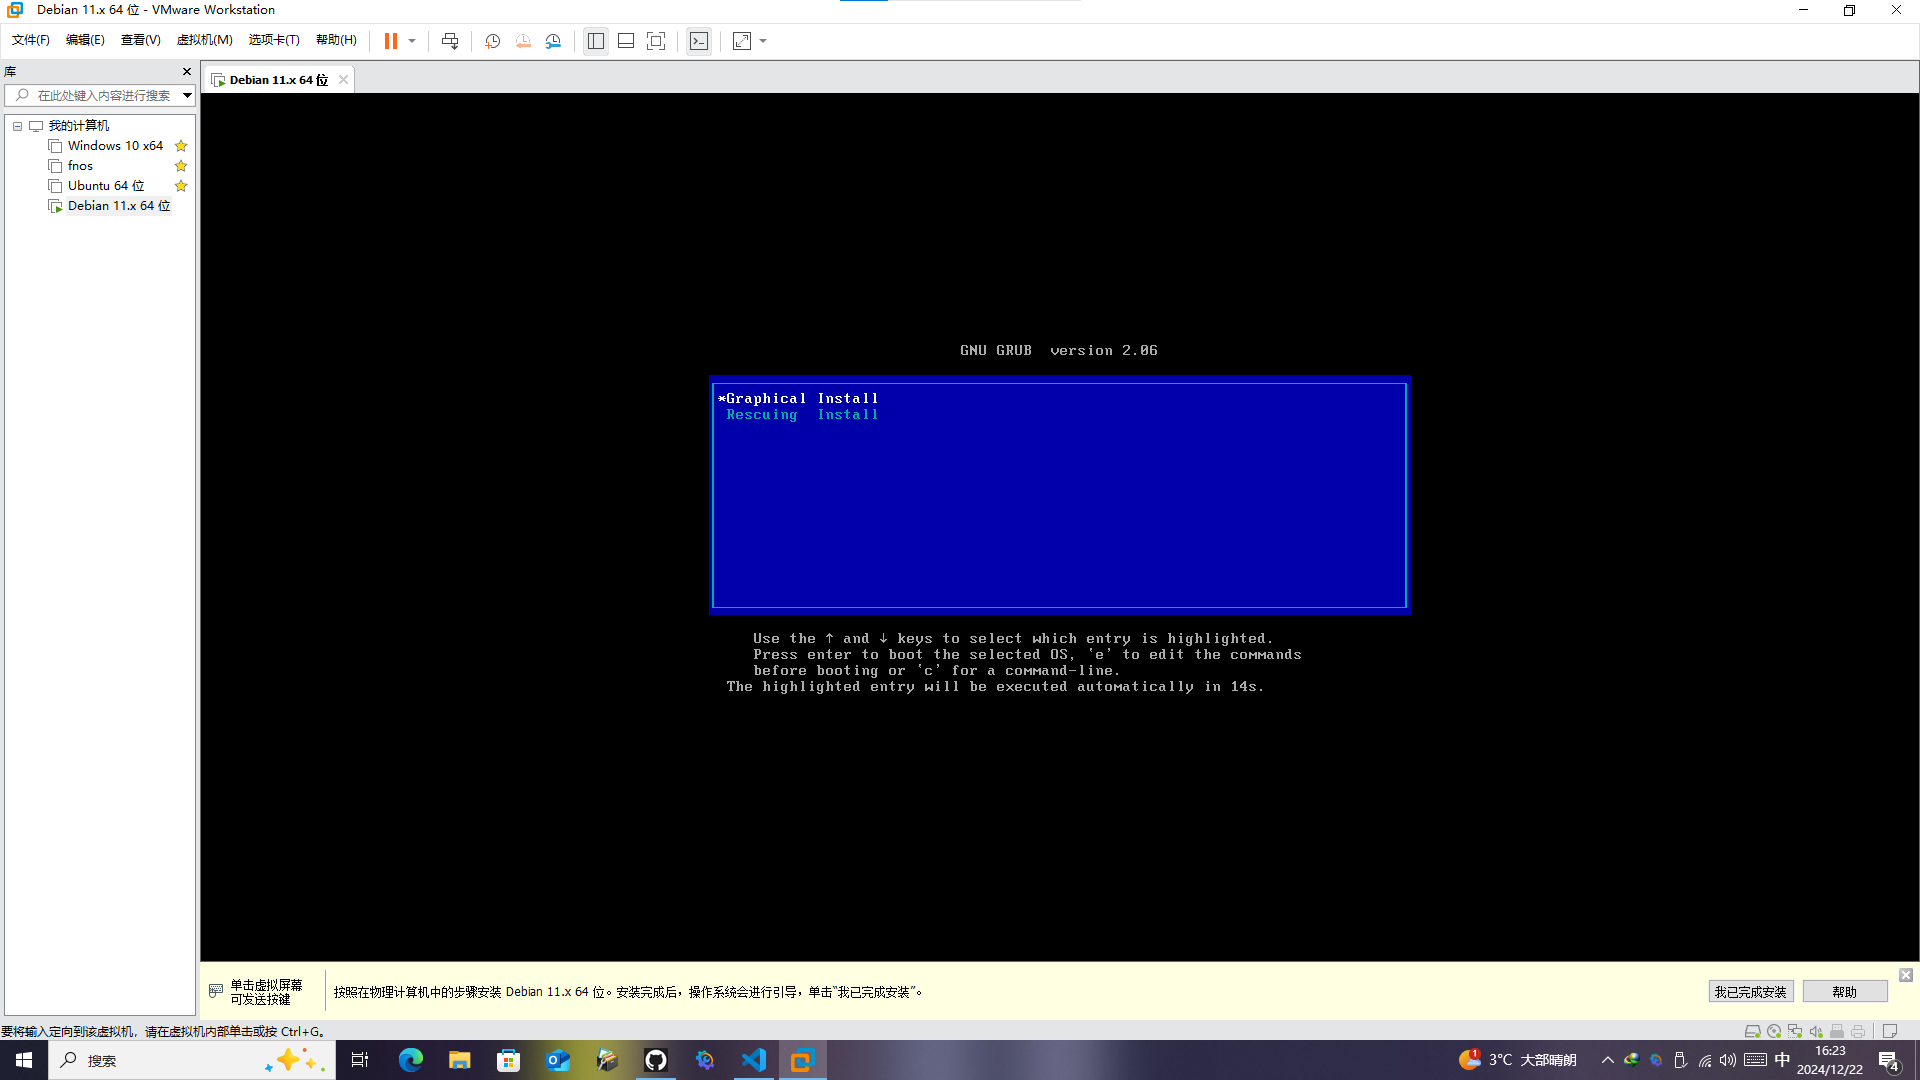 Debian 11.x 64 位 - VMware Workstation
文件(F) 编辑(E) 查看(V) 虚拟机(M) 选项卡(T) 帮助(H)
库
在此处键入内容进行搜索
我的计算机
Windows 10 x64
fnos
Ubuntu 64 位
Debian 11.x 64 位
Debian 11.x 64 位
GNU GRUB  version 2.06
*Graphical Install
Rescuing  Install
Use the ↑ and ↓ keys to select which entry is highlighted.
Press enter to boot the selected OS, `e' to edit the commands
before booting or `c' for a command-line.
The highlighted entry will be executed automatically in 14s.
单击虚拟屏幕
可发送按键
按照在物理计算机中的步骤安装 Debian 11.x 64 位。安装完成后，操作系统会进行引导，单击“我已完成安装”。
我已完成安装
帮助
要将输入定向到该虚拟机，请在虚拟机内部单击或按 Ctrl+G。
搜索
1
3°C 大部晴朗
中
16:23
2024/12/22
4